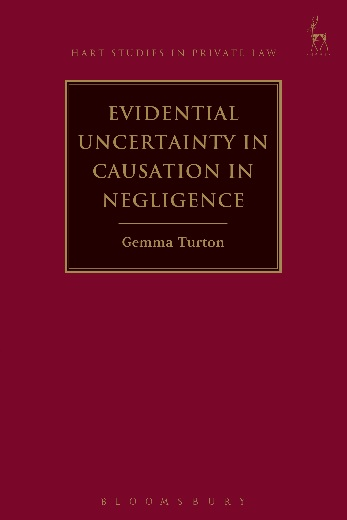 HART STUDIES IN PRIVATE LAW
EVIDENTIAL
UNCERTAINTY IN
CAUSATION IN
NEGLIGENCE
Gemma Turton
BLOOMSBURY